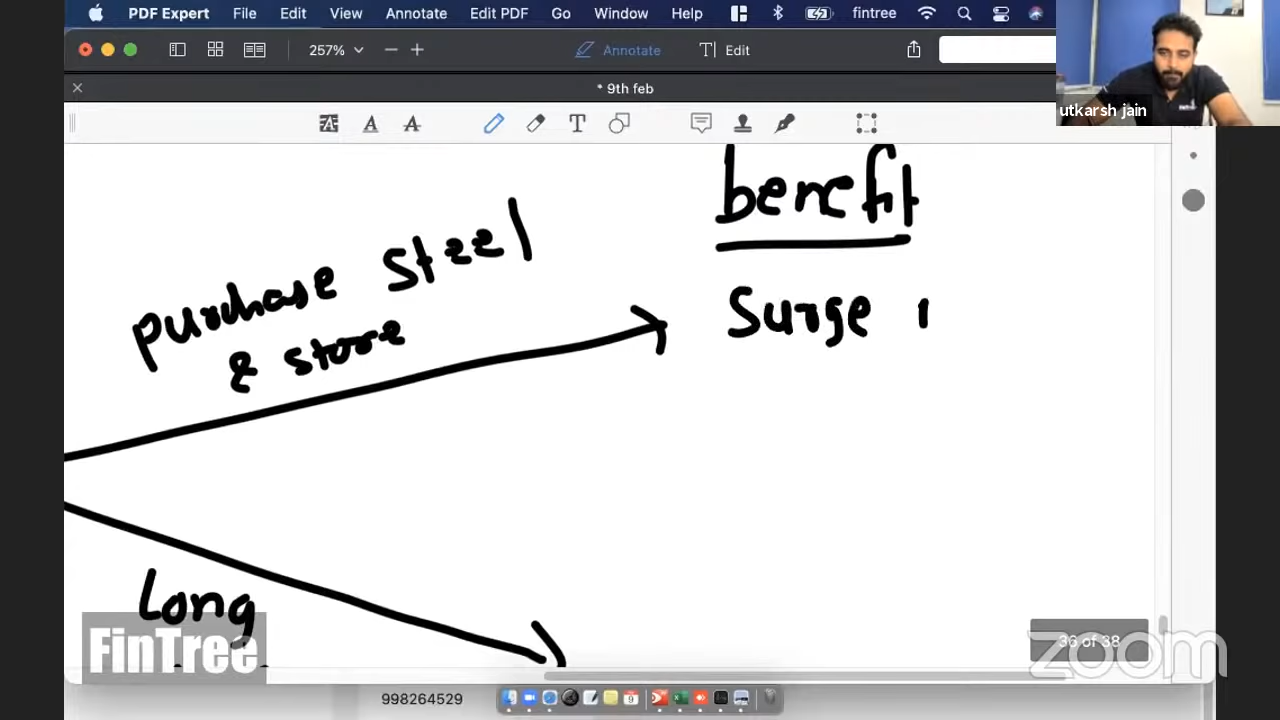 PDF Expert File Edit View Annotate Edit PDF Go Window Help fintree
257% Annotate T| Edit
* 9th feb
utkarsh jain
benefit
purchase steel
& store
Surge
Long
FinTree
36 of 38
zoom
998264529